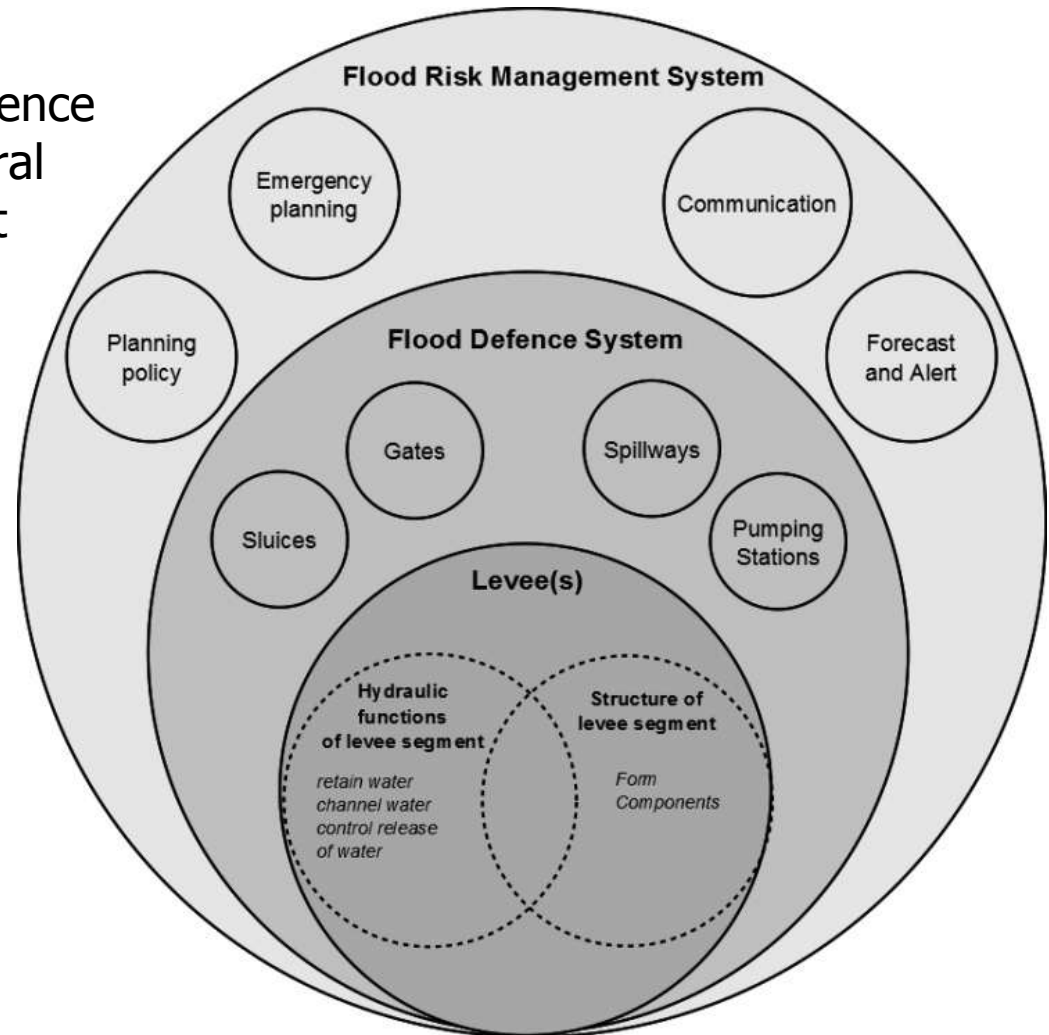 Flood Risk Management System
Emergency
planning
Communication
Planning
policy
Forecast
and Alert
Flood Defence System
Gates
Spillways
Sluices
Pumping
Stations
Levee(s)
Hydraulic
functions
of levee segment
retain water
channel water
control release
of water
Structure of
levee segment
Form
Components